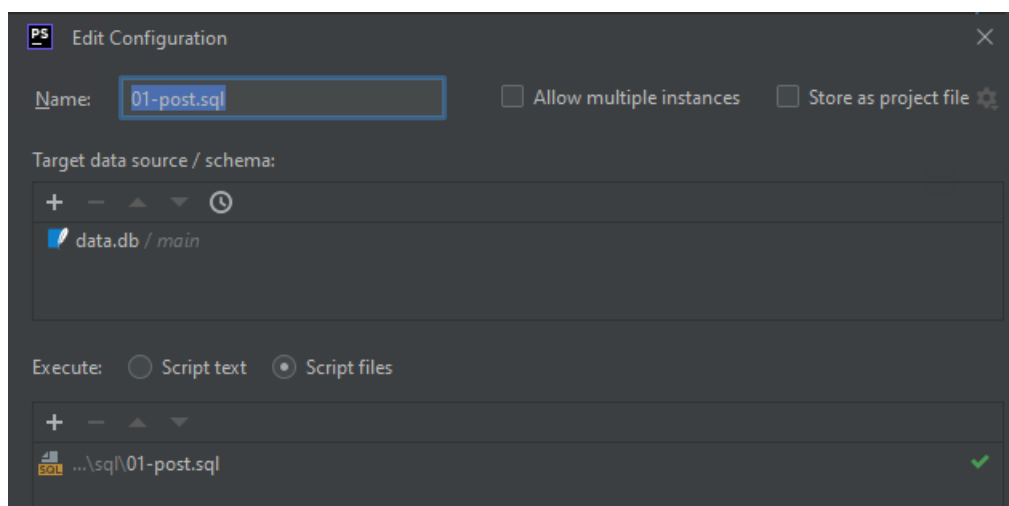 PS Edit Configuration
Name: 01-post.sql Allow multiple instances Store as project file
Target data source / schema:
data.db / main
Execute: Script text Script files
SQL ...\sql\01-post.sql